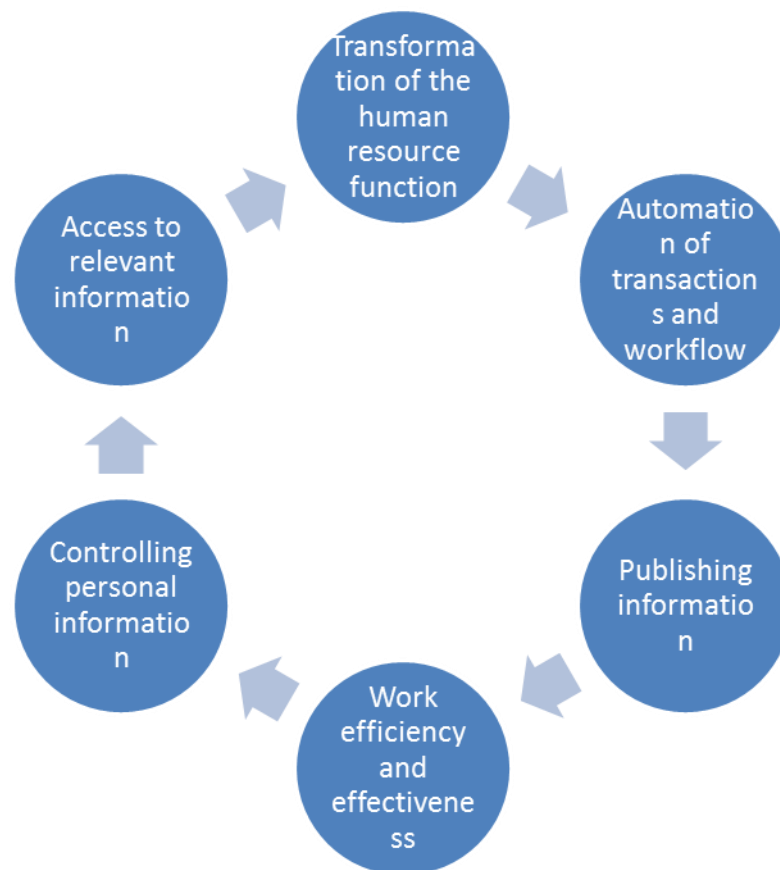 Transforma
tion of the
human
resource
function
Automatio
n of
transaction
s and
workflow
Publishing
informatio
n
Work
efficiency
and
effectivene
ss
Controlling
personal
informatio
n
Access to
relevant
informatio
n